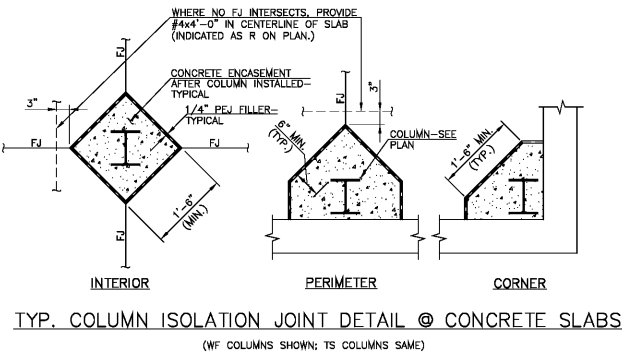 WHERE NO FJ INTERSECTS, PROVIDE
#4x4'-0" IN CENTERLINE OF SLAB
(INDICATED AS R ON PLAN.)
FJ
CONCRETE ENCASEMENT
AFTER COLUMN INSTALLED-
TYPICAL
3"
1/4" PEJ FILLER-
TYPICAL
FJ
FJ
FJ
1'-6"
(MIN.)
INTERIOR
FJ
3"
6" MIN.
(TYP.)
COLUMN-SEE
PLAN
PERIMETER
1'-6" MIN.
(TYP.)
CORNER
TYP. COLUMN ISOLATION JOINT DETAIL @ CONCRETE SLABS
(WF COLUMNS SHOWN; TS COLUMNS SAME)